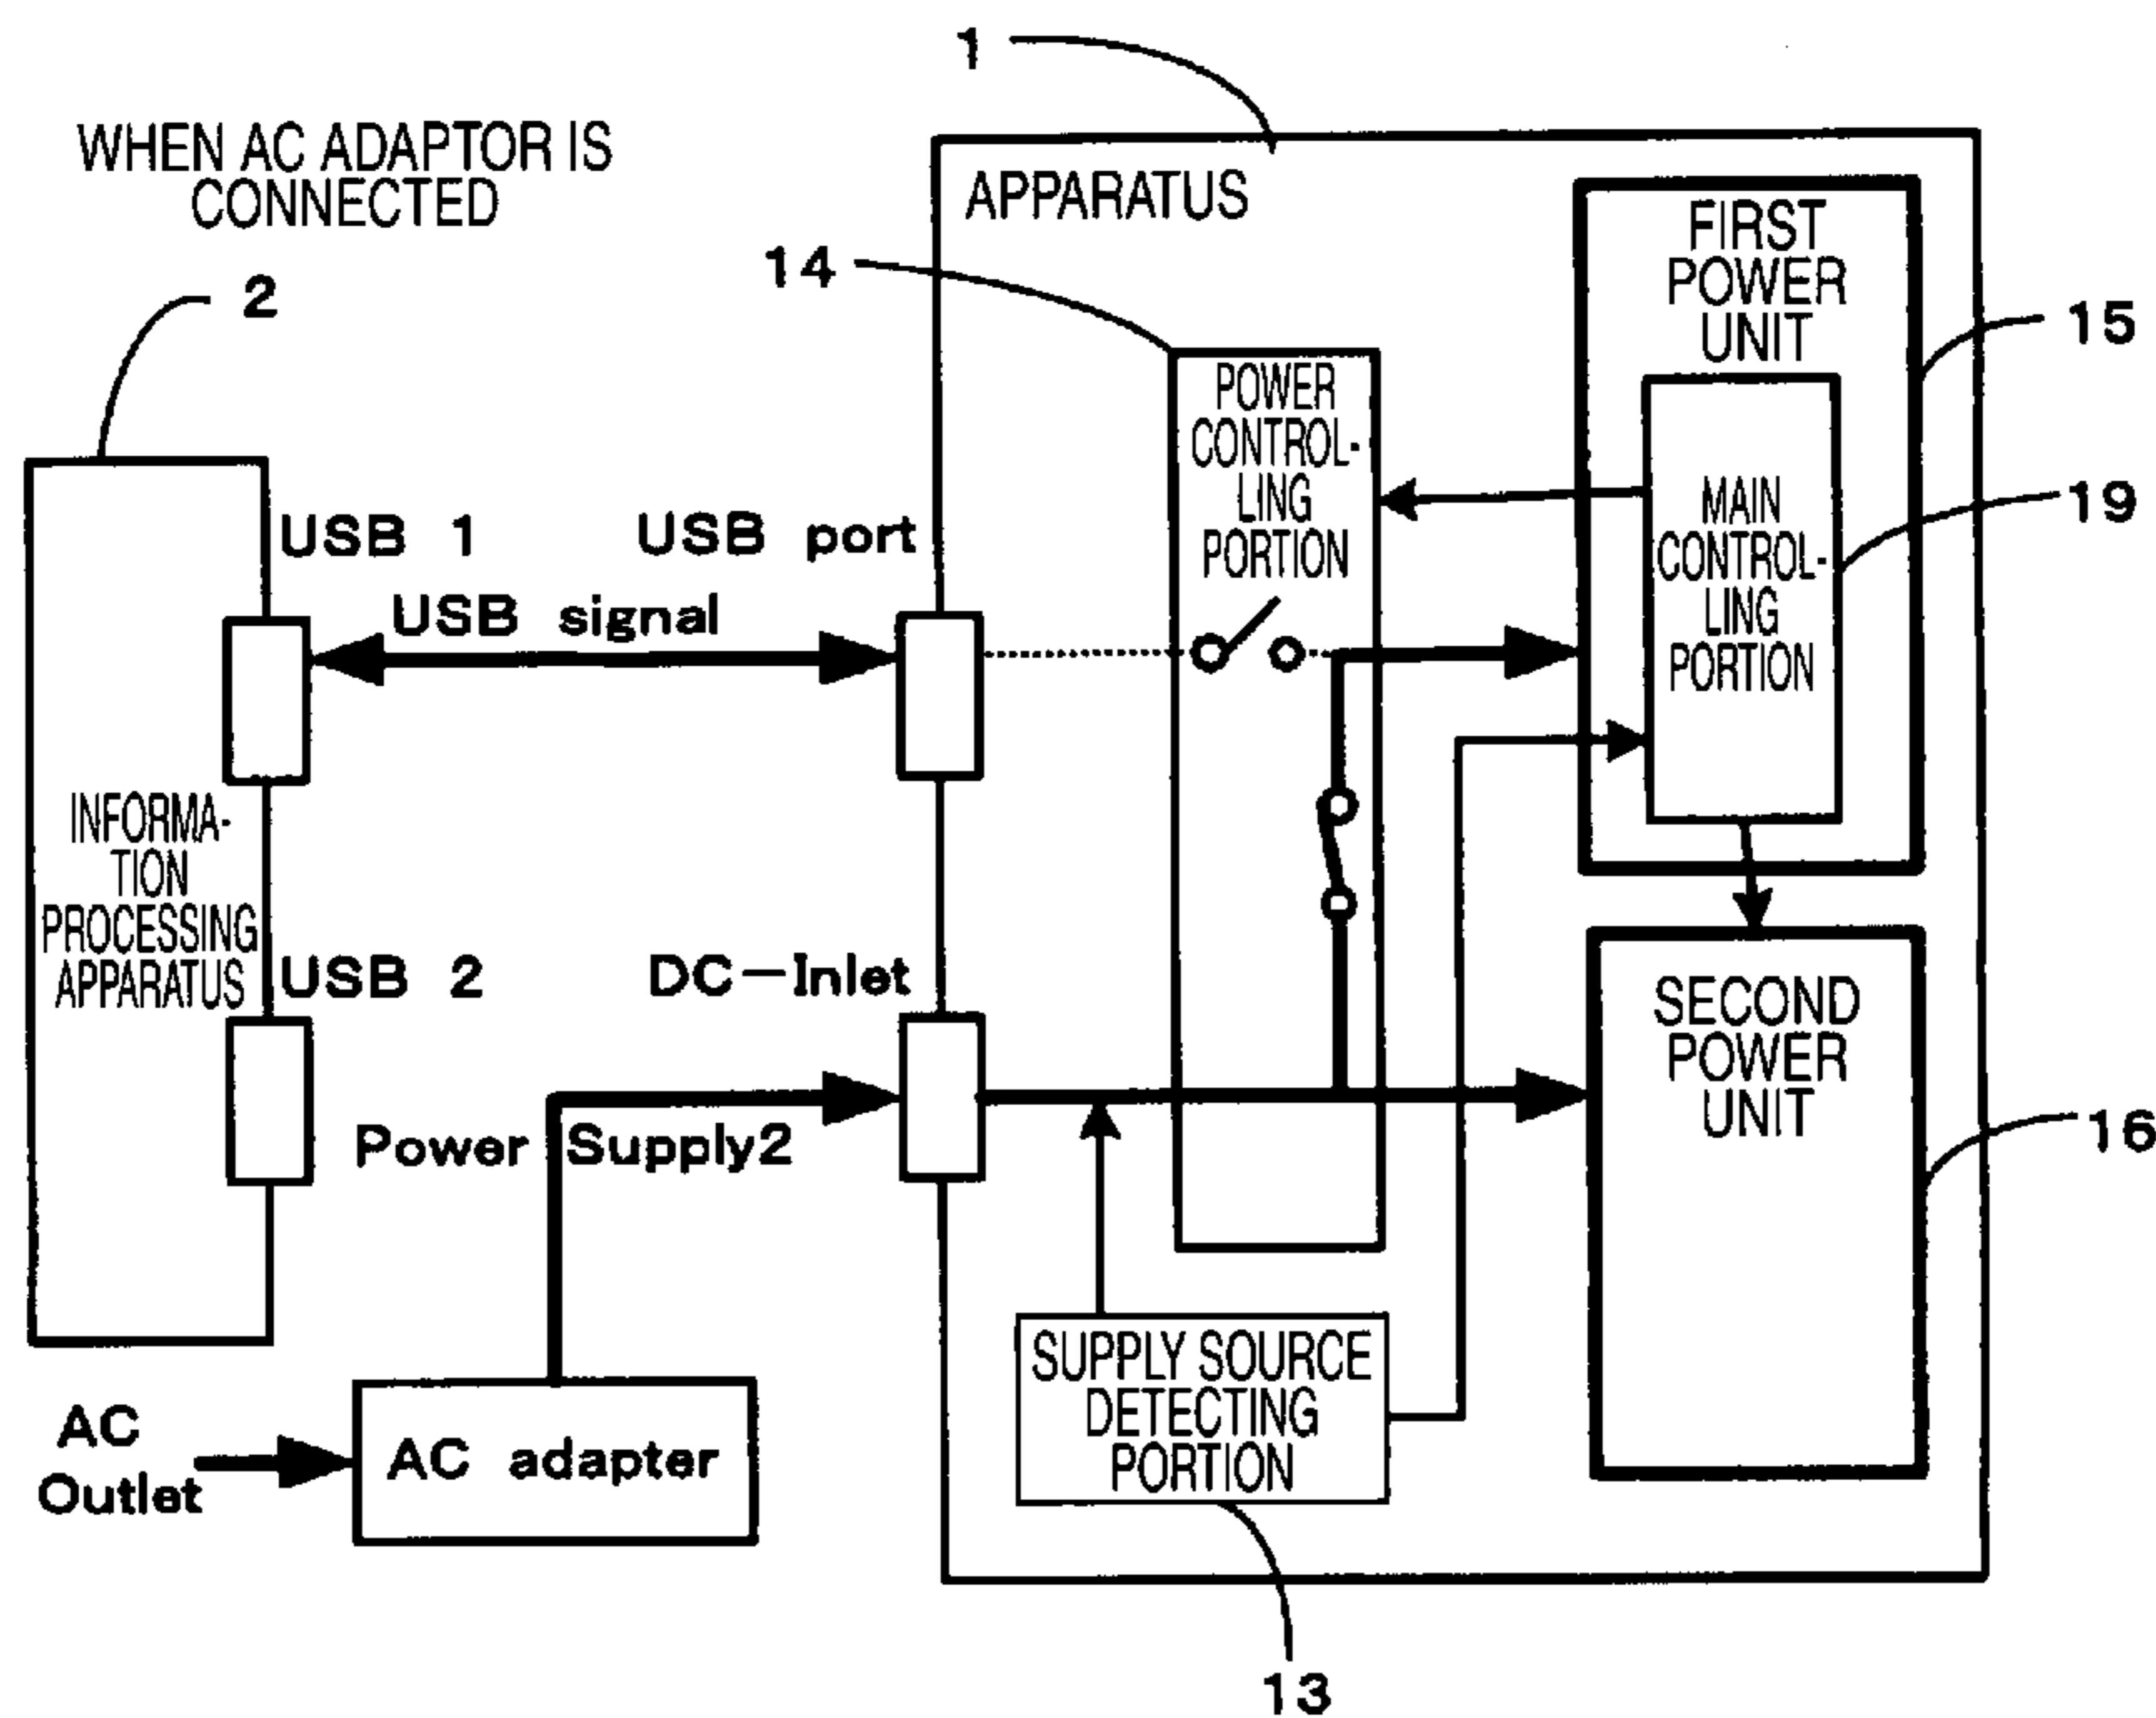 1
WHEN AC ADAPTOR IS
CONNECTED
APPARATUS
14
2
FIRST
POWER
UNIT
15
POWER
CONTROL-
LING
PORTION
MAIN
CONTROL-
LING
PORTION
19
USB 1
USB port
USB signal
INFORMA-
TION
PROCESSING
APPARATUS
USB 2
DC-Inlet
SECOND
POWER
UNIT
16
Power Supply2
SUPPLY SOURCE
DETECTING
PORTION
AC
Outlet
AC adapter
13